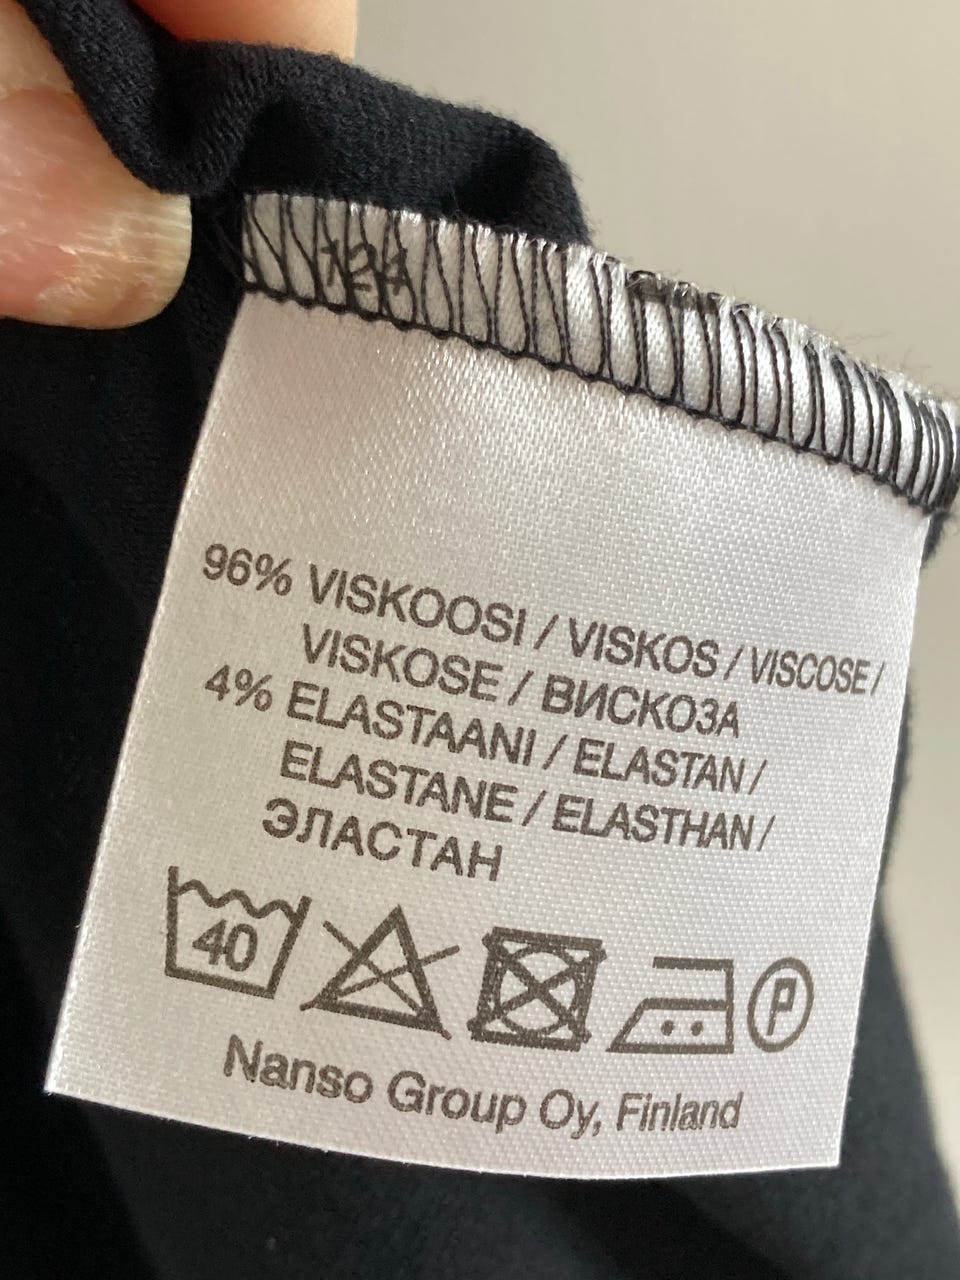 96% VISKOOSI / VISKOS / VISCOSE /
VISKOSE / ВИСКОЗА
4% ELASTAANI / ELASTAN /
ELASTANE / ELASTHAN /
ЭЛАСТАН
40
P
Nanso Group Oy, Finland